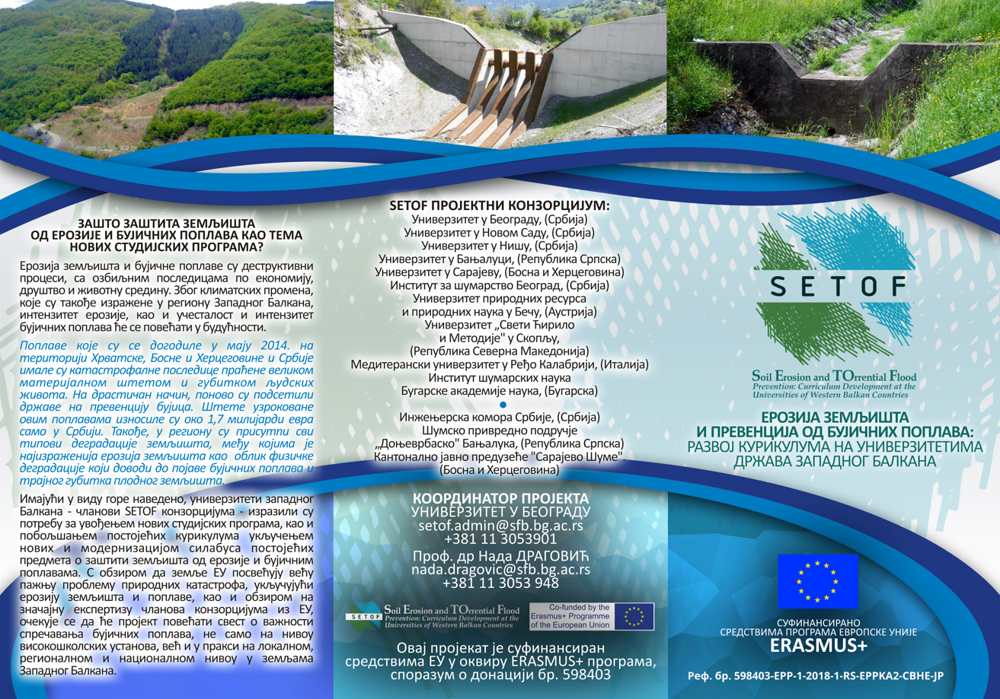 ЗАШТО ЗАШТИТА ЗЕМЉИШТА
ОД ЕРОЗИЈЕ И БУЈИЧНИХ ПОПЛАВА КАО ТЕМА
НОВИХ СТУДИЈСКИХ ПРОГРАМА?
Ерозија земљишта и бујичне поплаве су деструктивни
процеси, са озбиљним последицама по економију,
друштво и животну средину. Због климатских промена,
које су такође изражене у региону Западног Балкана,
интензитет ерозије, као и учесталост и интензитет
бујичних поплава ће се повећати у будућности.
Поплаве које су се догодиле у мају 2014. на
територији Хрватске, Босне и Херцеговине и Србије
имале су катастрофалне последице праћене великом
материјалном штетом и губитком људских
живота. На драстичан начин, поново су подсетили
државе на превенцију бујица. Штете узроковане
овим поплавама износиле су око 1,7 милијарди евра
само у Србији. Такође, у региону су присутни сви
типови деградације земљишта, међу којима је
најизраженија ерозија земљишта као облик физичке
деградације који доводи до појаве бујичних поплава и
трајног губитка плодног земљишта.
Имајући у виду горе наведено, универзитети западног
Балкана - чланови SETOF конзорцијума - изразили су
потребу за увођењем нових студијских програма, као и
побољшањем постојећих курикулума укључењем
нових и модернизацијом силабуса постојећих
предмета о заштити земљишта од ерозије и бујичним
поплавама. С обзиром да земље ЕУ посвећују већу
пажњу проблему природних катастрофа, укључујући
ерозију земљишта и поплаве, као и обзиром на
значајну експертизу чланова конзорцијума из ЕУ,
очекује се да ће пројект повећати свест о важности
спречавања бујичних поплава, не само на нивоу
високошколских установа, већ и у пракси на локалном,
регионалном и националном нивоу у земљама
Западног Балкана.
SETOF ПРОЈЕКТНИ КОНЗОРЦИЈУМ:
Универзитет у Београду, (Србија)
Универзитет у Новом Саду, (Србија)
Универзитет у Нишу, (Србија)
Универзитет у Бањалуци, (Република Српска)
Универзитет у Сарајеву, (Босна и Херцеговина)
Институт за шумарство Београд, (Србија)
Универзитет природних ресурса
и природних наука у Бечу, (Аустрија)
Универзитет „Свети Ћирило
и Методије" у Скопљу,
(Република Северна Македонија)
Медитерански универзитет у Ређо Калабрији, (Италија)
Институт шумарских наука
Бугарске академије наука, (Бугарска)
Инжењерска комора Србије, (Србија)
Шумско привредно подручје
„Доњеврбаско" Бањалука, (Република Српска)
Кантонално јавно предузеће "Сарајево Шуме".
(Босна и Херцеговина)
КООРДИНАТОР ПРОЈЕКТА
УНИВЕРЗИТЕТ У БЕОГРАДУ
setof.admin@sfb.bg.ac.rs
+381 11 3053901
Проф. др Нада ДРАГОВИЋ
nada.dragovic@sfb.bg.ac.rs
+381 11 3053 948
SETOF
Soil Erosion and TOrrential Flood
Prevention: Curriculum Development at the
Universities of Western Balkan Countries
Co-funded by the
Erasmus+ Programme
of the European Union
Овај пројекат је суфинансиран
средствима ЕУ у оквиру ERASMUS+ програма,
споразум о донацији бр. 598403
SETOF
Soil Erosion and TOrrential Flood
Prevention: Curriculum Development at the
Universities of Western Balkan Countries
ЕРОЗИЈА ЗЕМЉИШТА
И ПРЕВЕНЦИЈА ОД БУЈИЧНИХ ПОПЛАВА:
РАЗВОЈ КУРИКУЛУМА НА УНИВЕРЗИТЕТИМА
ДРЖАВА ЗАПАДНОГ БАЛКАНА
СУФИНАНСИРАНО
СРЕДСТВИМА ПРОГРАМА ЕВРОПСКЕ УНИЈЕ
ERASMUS+
Реф. бр. 598403-EPP-1-2018-1-RS-EPPKA2-CBHE-JP